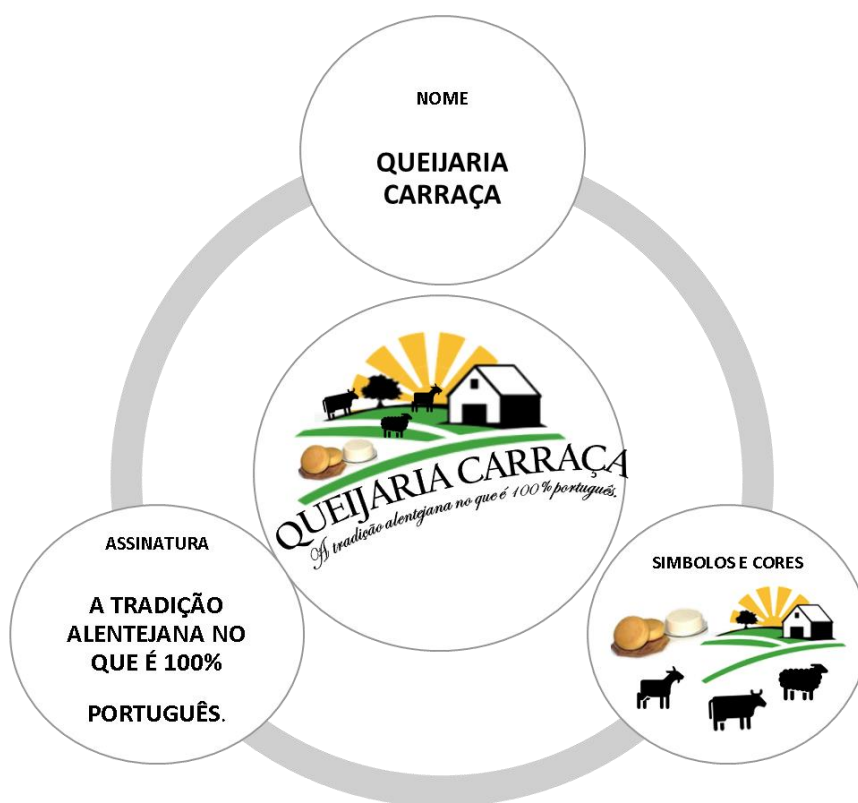 NOME
QUEIJARIA
CARRAÇA
QUEIJARIA CARRAÇA
A tradição alentejana no que é 100% português.
ASSINATURA
A TRADIÇÃO
ALENTEJANA NO
QUE É 100%
PORTUGUÊS.
SIMBOLOS E CORES